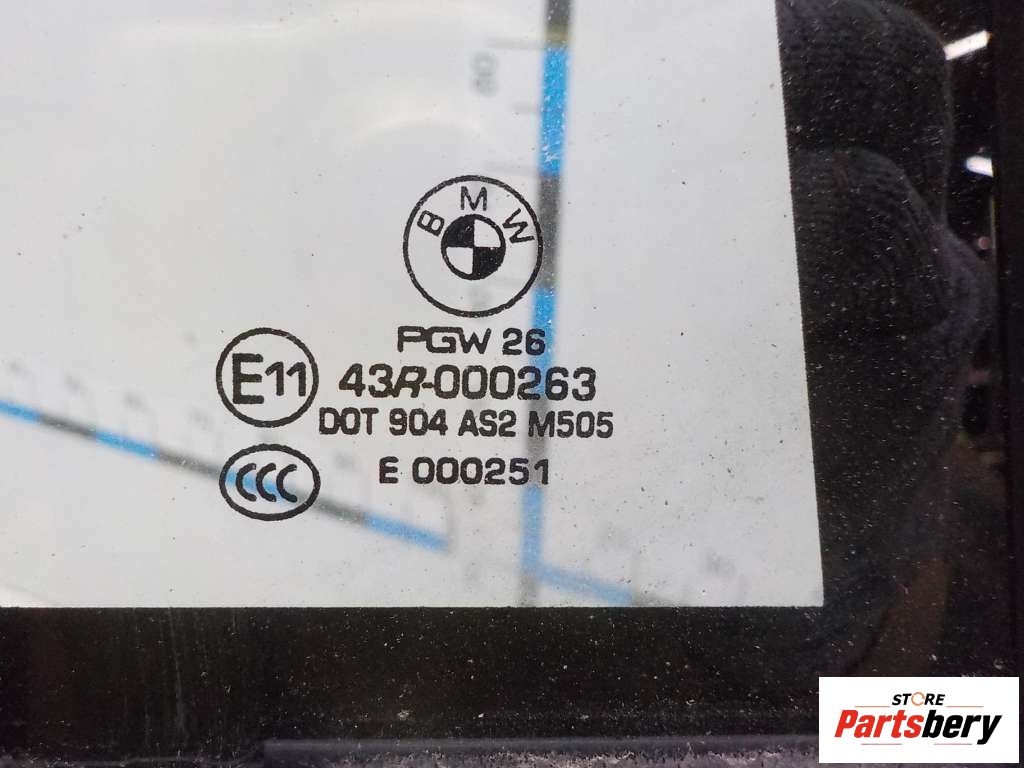 BMW
PGW 26
E11 43R-000263
DOT 904 AS2 M505
CCC E 000251
STORE
Partsbery